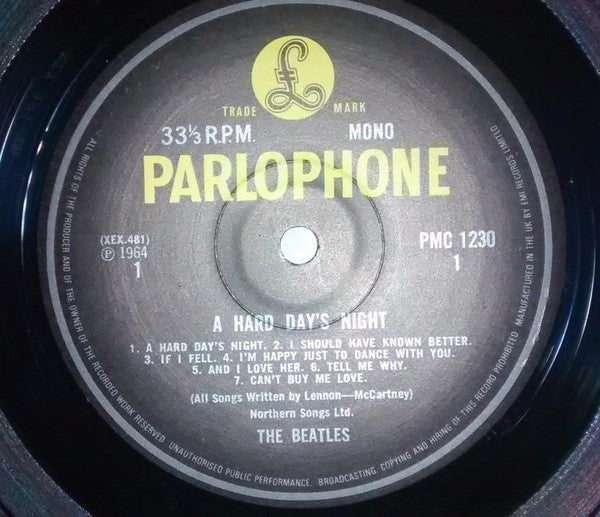 £
TRADE MARK
33⅓ R.P.M. MONO
PARLOPHONE
(XEX.481) PMC 1230
Ⓟ 1964
1 1
A HARD DAY'S NIGHT
1. A HARD DAY'S NIGHT. 2. I SHOULD HAVE KNOWN BETTER.
3. IF I FELL. 4. I'M HAPPY JUST TO DANCE WITH YOU.
5. AND I LOVE HER. 6. TELL ME WHY.
7. CAN'T BUY ME LOVE.
(All Songs Written by Lennon—McCartney)
Northern Songs Ltd.
THE BEATLES
ALL RIGHTS OF THE PRODUCER AND OF THE OWNER OF THE RECORDED WORK RESERVED. UNAUTHORISED PUBLIC PERFORMANCE. BROADCASTING. COPYING AND HIRING OF THIS RECORD PROHIBITED. MANUFACTURED IN THE UK BY EMI RECORDS LIMITED